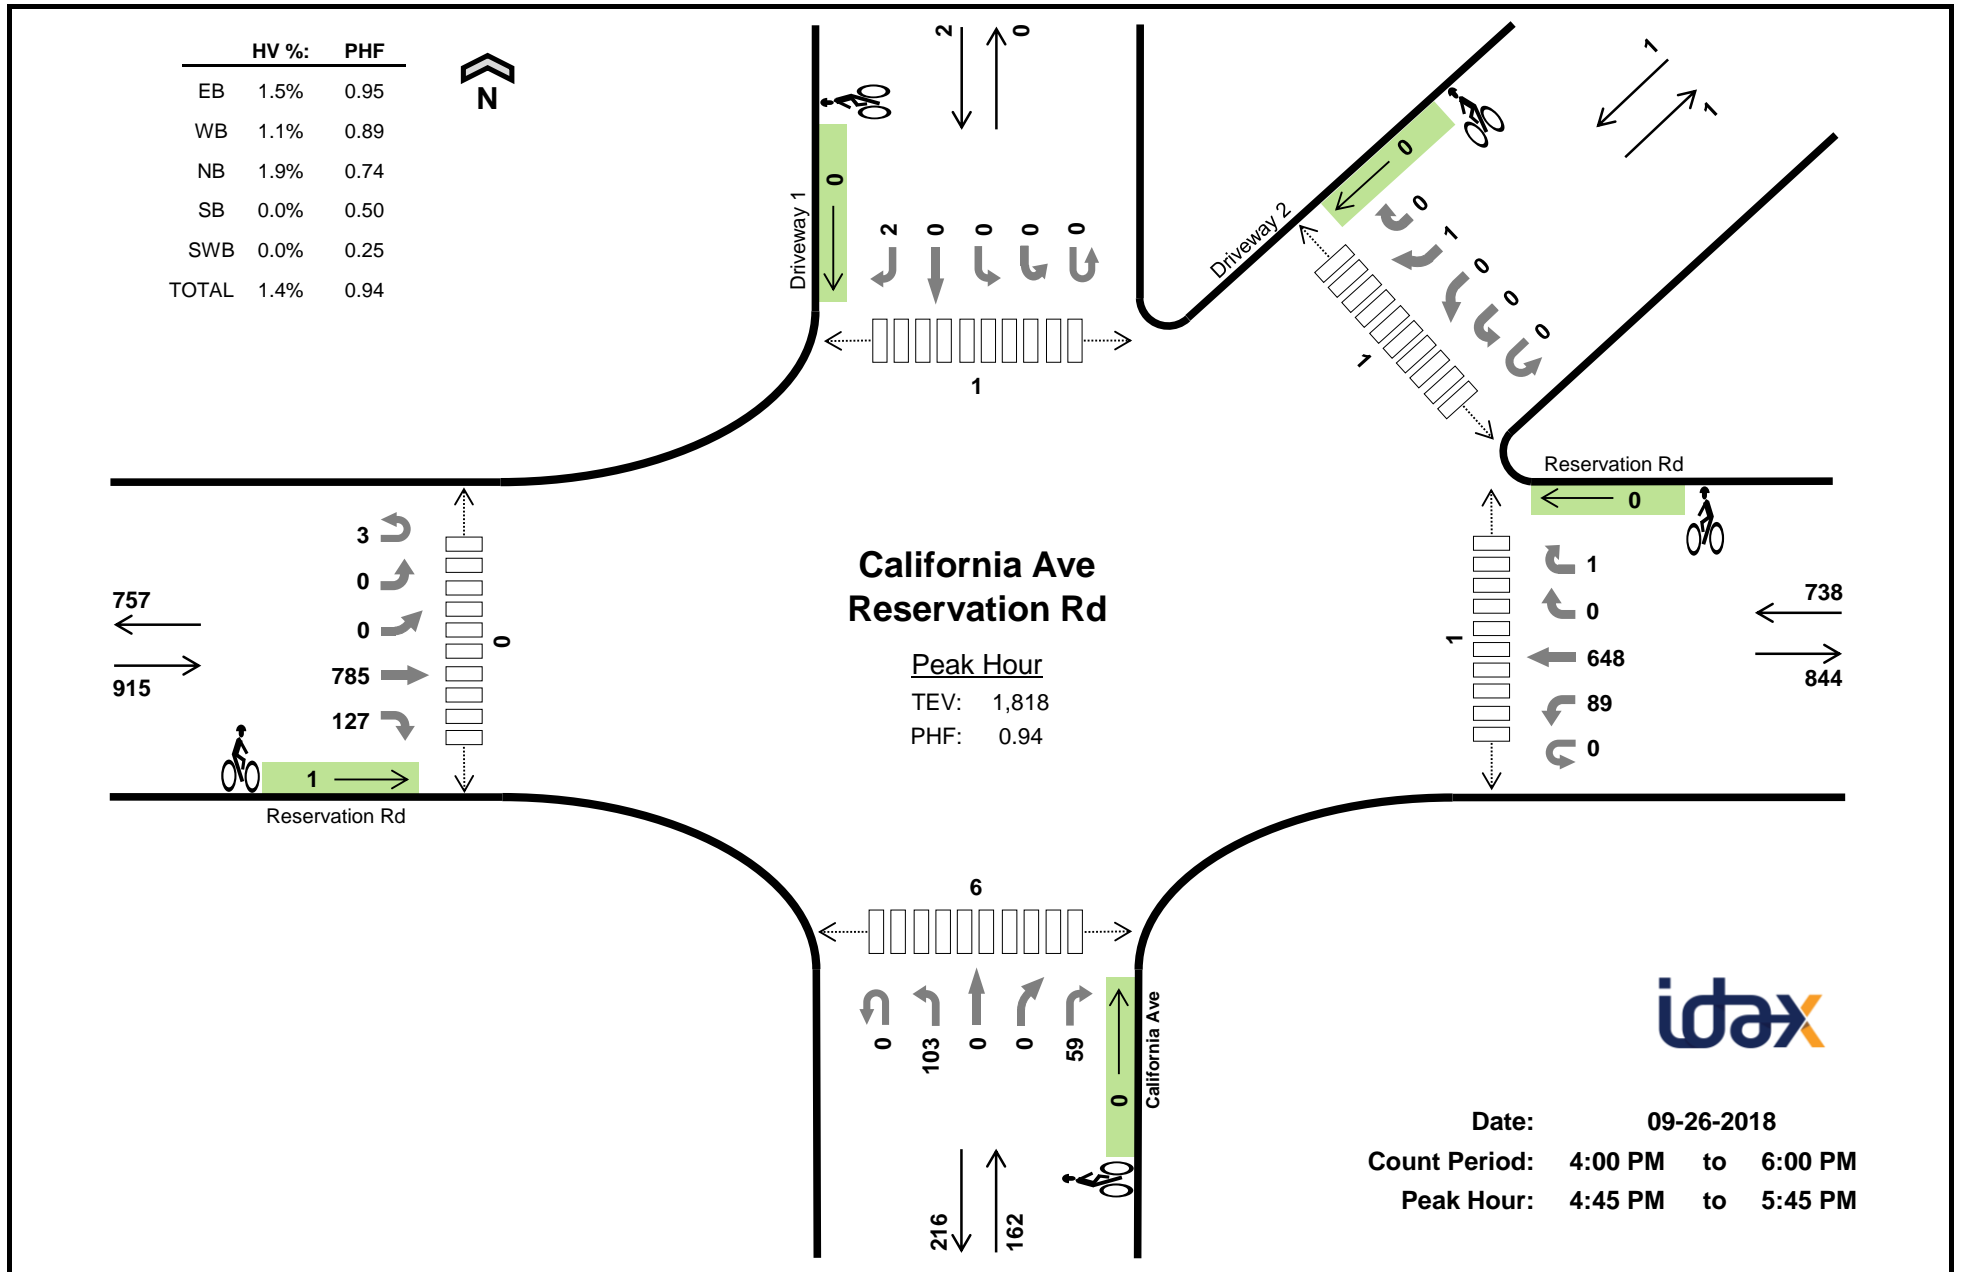 HV %: PHF
EB 1.5% 0.95
WB 1.1% 0.89
NB 1.9% 0.74
SB 0.0% 0.50
SWB 0.0% 0.25
TOTAL 1.4% 0.94
N
2
0
1
1
Driveway 1
0
2 0 0 0 0
1
Driveway 2
0
0
1
0
0
0
1
Reservation Rd
0
1
0
648
89
0
1
738
844
757
915
3
0
0
785
127
0
1
Reservation Rd
California Ave
Reservation Rd
Peak Hour
TEV: 1,818
PHF: 0.94
6
0 103 0 0 59
0
California Ave
216
162
idax
Date: 09-26-2018
Count Period: 4:00 PM to 6:00 PM
Peak Hour: 4:45 PM to 5:45 PM